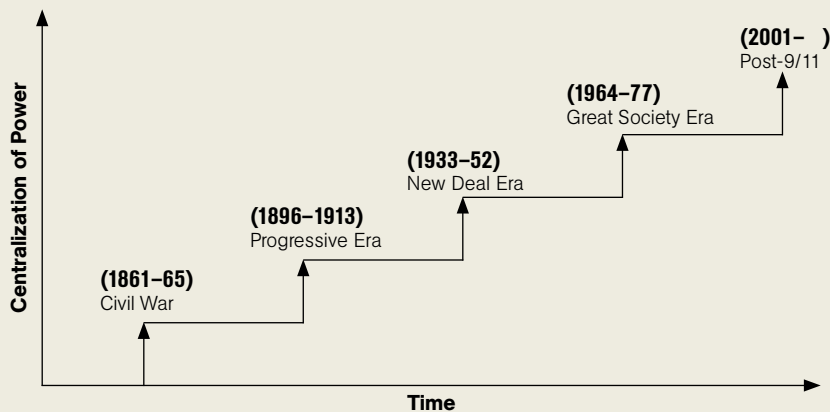 Centralization of Power
(2001– )
Post-9/11
(1964–77)
Great Society Era
(1933–52)
New Deal Era
(1896–1913)
Progressive Era
(1861–65)
Civil War
Time